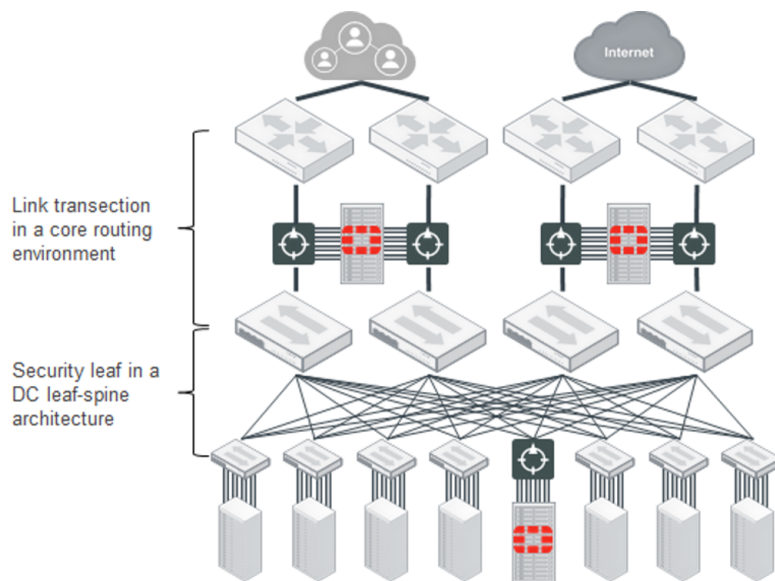 Internet
Link transection
in a core routing
environment
Security leaf in a
DC leaf-spine
architecture